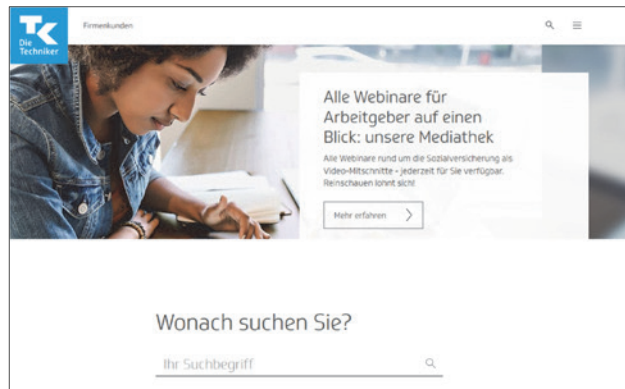 TK
Die
Techniker
Firmenkunden
Alle Webinare für
Arbeitgeber auf einen
Blick: unsere Mediathek
Alle Webinare rund um die Sozialversicherung als
Video-Mitschnitte - jederzeit für Sie verfügbar.
Reinschauen lohnt sich!
Mehr erfahren
Wonach suchen Sie?
Ihr Suchbegriff